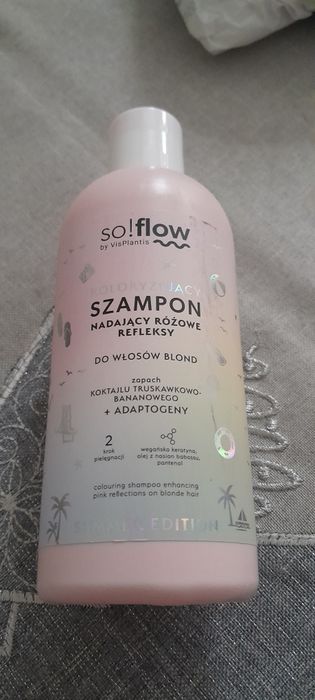 so!flow
by VisPlantis
KOLORYZUJĄCY
SZAMPON
NADAJĄCY RÓŻOWE
REFLEKSY
DO WŁOSÓW BLOND
zapach
KOKTAJLU TRUSKAWKOWO-
BANANOWEGO
+ ADAPTOGENY
2
krok
pielęgnacji
wegańska keratyna,
olej z nasion babassu,
pantenol
colouring shampoo enhancing
pink reflections on blonde hair
SUMMER EDITION